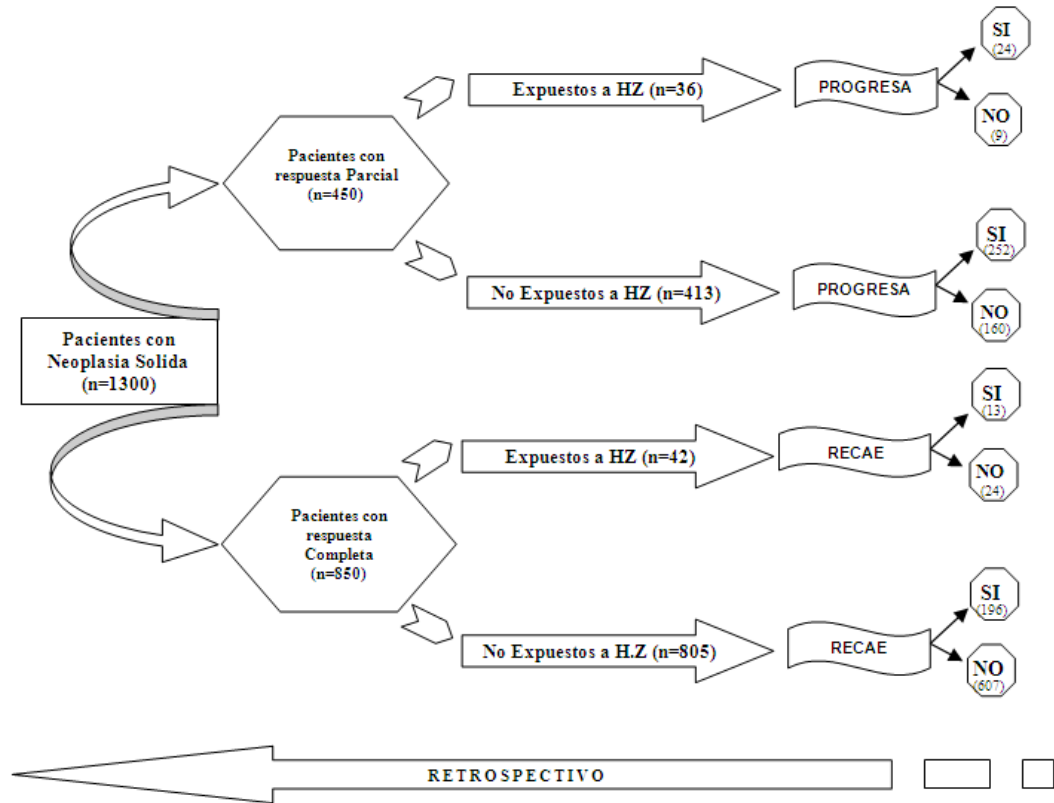 SI
(24)
Expuestos a HZ (n=36)
PROGRESA
NO
(9)
Pacientes con
respuesta Parcial
(n=450)
SI
(252)
No Expuestos a HZ (n=413)
PROGRESA
NO
(160)
Pacientes con
Neoplasia Solida
(n=1300)
SI
(13)
Expuestos a HZ (n=42)
RECAE
NO
(24)
Pacientes con
respuesta
Completa
(n=850)
SI
(196)
No Expuestos a H.Z (n=805)
RECAE
NO
(607)
RETROSPECTIVO